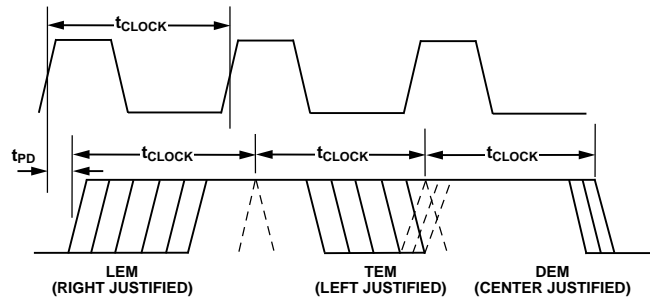 tCLOCK
tPD
tCLOCK
tCLOCK
tCLOCK
LEM
(RIGHT JUSTIFIED)
TEM
(LEFT JUSTIFIED)
DEM
(CENTER JUSTIFIED)